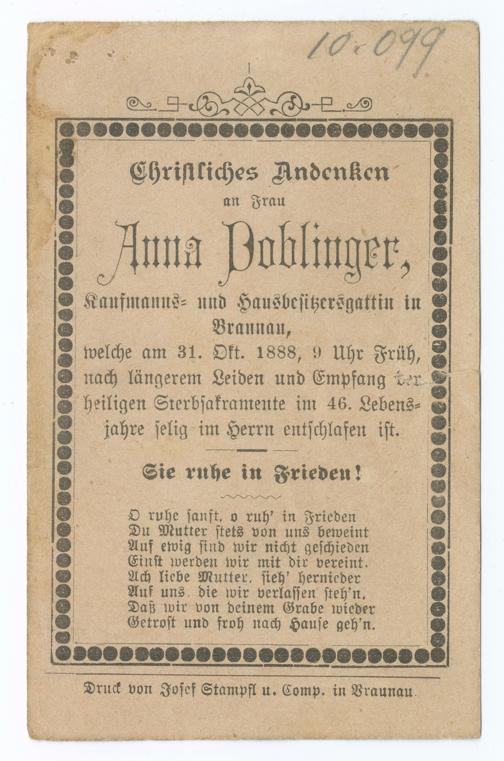 10.099
Christliches Andenken
an Frau
Anna Poblinger,
Kaufmanns- und Hausbesitzersgattin in
Braunau,
welche am 31. Okt. 1888, 9 Uhr Früh,
nach längerem Leiden und Empfang der
heiligen Sterbsakramente im 46. Lebens-
jahre selig im Herrn entschlafen ist.
Sie ruhe in Frieden!
O ruhe sanft, o ruh' in Frieden
Du Mutter stets von uns beweint
Auf ewig sind wir nicht geschieden
Einst werden wir mit dir vereint.
Ach liebe Mutter, sieh' hernieder
Auf uns, die wir verlassen steh'n,
Daß wir von deinem Grabe wieder
Getrost und froh nach Hause geh'n.
Druck von Josef Stampfl u. Comp. in Braunau.